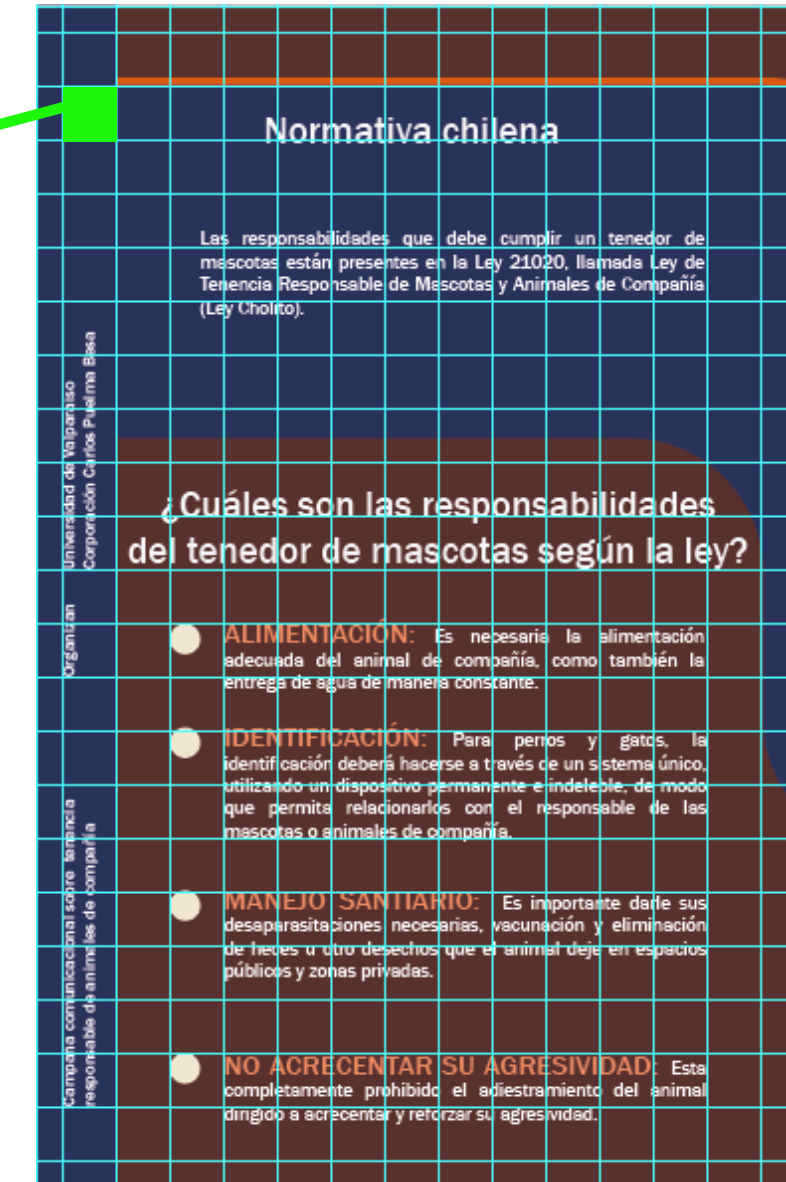 Normativa chilena
Las responsabilidades que debe cumplir un tenedor de
mascotas están presentes en la Ley 21020, llamada Ley de
Tenencia Responsable de Mascotas y Animales de Compañía
(Ley Cholito).
¿Cuáles son las responsabilidades
del tenedor de mascotas según la ley?
ALIMENTACIÓN: Es necesaria la alimentación
adecuada del animal de compañía, como también la
entrega de agua de manera constante.
IDENTIFICACIÓN: Para perros y gatos, la
identificación deberá hacerse a través de un sistema único,
utilizando un dispositivo permanente e indeleble, de modo
que permita relacionarlos con el responsable de las
mascotas o animales de compañía.
MANEJO SANTIARIO: Es importante darle sus
desaparasitaciones necesarias, vacunación y eliminación
de heces u otro desechos que el animal deje en espacios
públicos y zonas privadas.
NO ACRECENTAR SU AGRESIVIDAD: Esta
completamente prohibido el adiestramiento del animal
dirigido a acrecentar y reforzar su agresividad.
Universidad de Valparaíso
Corporación Carlos Puelma Basa
Organizan
Campana comunicacional sobre tenencia
responsable de animales de compañía